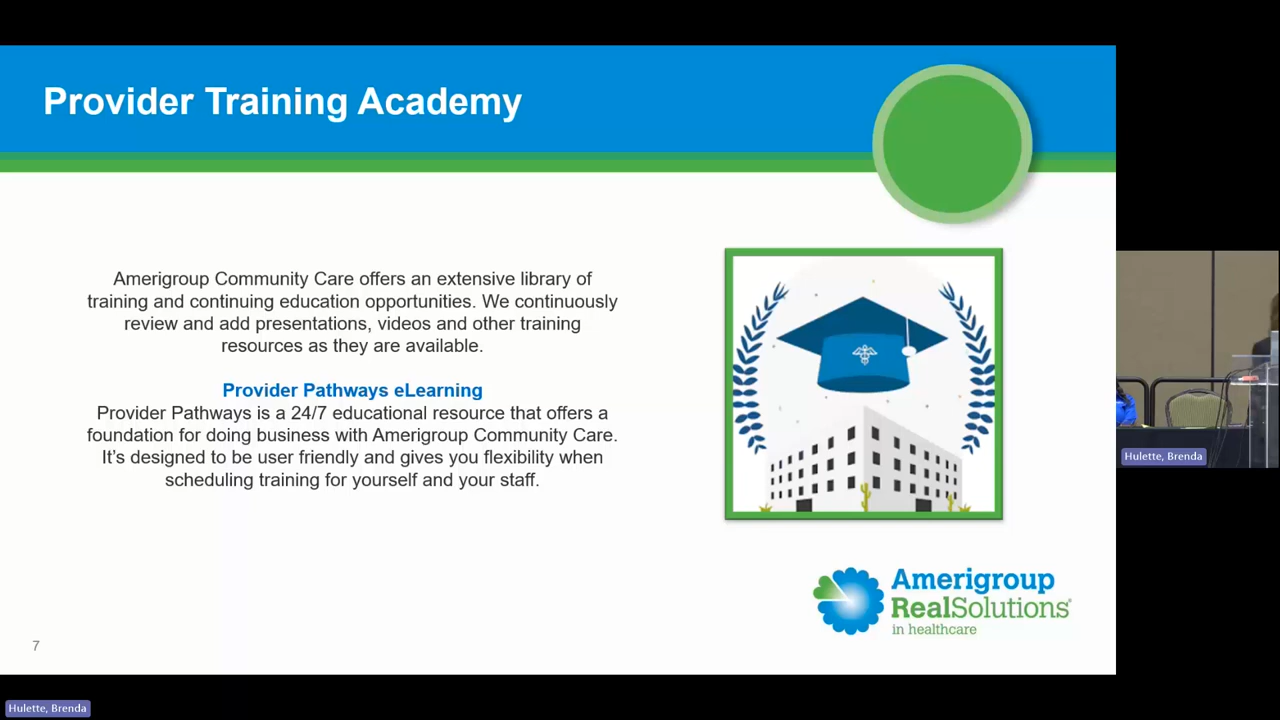 Provider Training Academy
Amerigroup Community Care offers an extensive library of
training and continuing education opportunities. We continuously
review and add presentations, videos and other training
resources as they are available.
Provider Pathways eLearning
Provider Pathways is a 24/7 educational resource that offers a
foundation for doing business with Amerigroup Community Care.
It's designed to be user friendly and gives you flexibility when
scheduling training for yourself and your staff.
Amerigroup
RealSolutions®
in healthcare
7
Hulette, Brenda
Hulette, Brenda